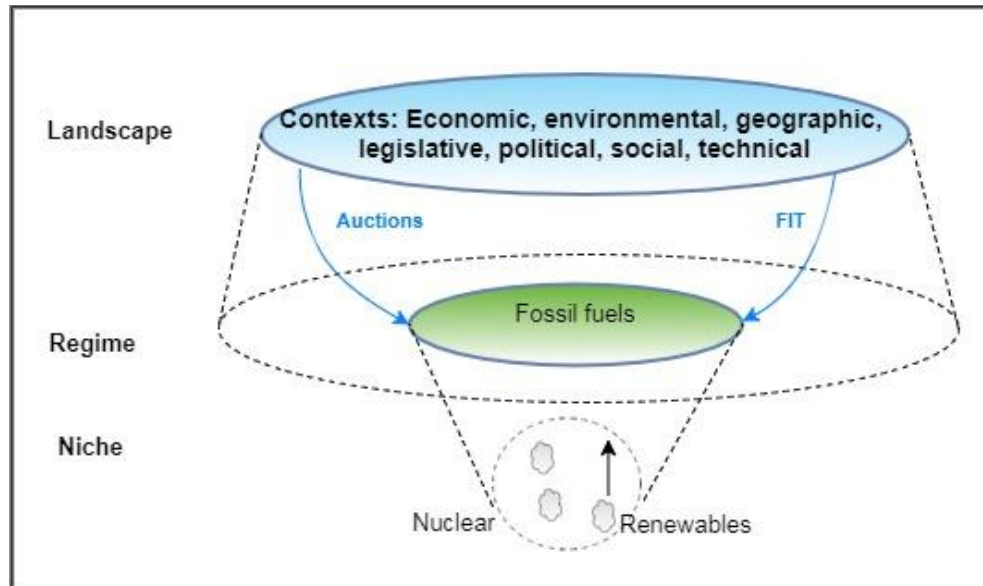 Landscape
Contexts: Economic, environmental, geographic,
legislative, political, social, technical
Auctions
FIT
Regime
Fossil fuels
Niche
Nuclear
Renewables